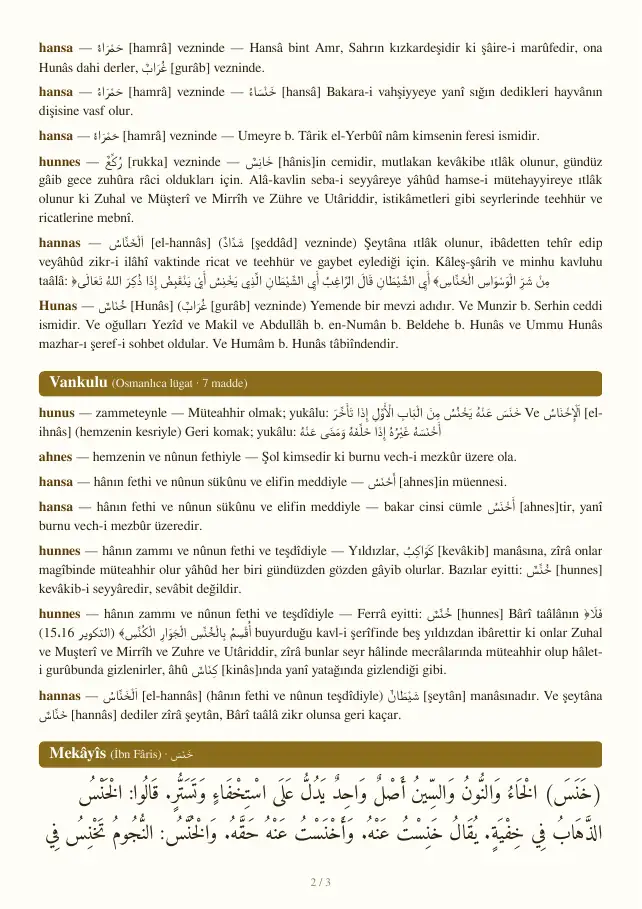 hansa — حَمْرَاءُ [hamrâ] vezninde — Hansâ bint Amr, Sahrın kızkardeşidir ki şâire-i marûfedir, ona
Hunâs dahi derler, غُرَابٌ [gurâb] vezninde.
hansa — حَمْرَاءُ [hamrâ] vezninde — خَنْسَاءُ [hansâ] Bakara-i vahşiyyeye yanî sığın dedikleri hayvânın
dişisine vasf olur.
hansa — حَمْرَاءُ [hamrâ] vezninde — Umeyre b. Târik el-Yerbûî nâm kimsenin feresi ismidir.
hunnes — رُكَّعٌ [rukka] vezninde — خَانِسٌ [hânis]in cemidir, mutlakan kevâkibe ıtlâk olunur, gündüz
gâib gece zuhûra râci oldukları için. Alâ-kavlin seba-i seyyâreye yâhûd hamse-i mütehayyireye ıtlâk
olunur ki Zuhal ve Müşterî ve Mirrîh ve Zühre ve Utâriddir, istikâmetleri gibi seyrlerinde teehhür ve
ricatlerine mebnî.
hannas — اَلْخَنَّاسُ [el-hannâs] (شَدَّادٌ [şeddâd] vezninde) Şeytâna ıtlâk olunur, ibâdetten tehîr edip
veyâhûd zikr-i ilâhî vaktinde ricat ve teehhür ve gaybet eylediği için. Kâleş-şârih ve minhu kavluhu
taâlâ: ﴿مِنْ شَرِّ الْوَسْوَاسِ الْخَنَّاسِ﴾ أَيِ الشَّيْطَانِ قَالَ الرَّاغِبُ أَيِ الشَّيْطَانِ الَّذِي يَخْنِسُ أَيْ يَنْقَبِضُ إِذَا ذُكِرَ اللهُ تَعَالَى
Hunas — خُنَاسٌ [Hunâs] (غُرَابٌ [gurâb] vezninde) Yemende bir mevzi adıdır. Ve Munzir b. Serhin ceddi
ismidir. Ve oğulları Yezîd ve Makil ve Abdullâh b. en-Numân b. Beldehe b. Hunâs ve Ummu Hunâs
mazhar-ı şeref-i sohbet oldular. Ve Humâm b. Hunâs tâbiîndendir.
Vankulu (Osmanlıca lügat · 7 madde)
hunus — zammeteynle — Müteahhir olmak; yukâlu: خَنَسَ عَنْهُ يَخْنُسُ مِنَ الْبَابِ الْأَوَّلِ إِذَا تَأَخَّرَ Ve اَلْإِخْنَاسُ [el-
ihnâs] (hemzenin kesriyle) Geri komak; yukâlu: أَخْنَسَهُ غَيْرُهُ إِذَا خَلَّفَهُ وَمَضَى عَنْهُ
ahnes — hemzenin ve nûnun fethiyle — Şol kimsedir ki burnu vech-i mezkûr üzere ola.
hansa — hânın fethi ve nûnun sükûnu ve elifin meddiyle — أَخْنَسُ [ahnes]in müennesi.
hansa — hânın fethi ve nûnun sükûnu ve elifin meddiyle — bakar cinsi cümle أَخْنَسُ [ahnes]tir, yanî
burnu vech-i mezbûr üzeredir.
hunnes — hânın zammı ve nûnun fethi ve teşdîdiyle — Yıldızlar, كَوَاكِبُ [kevâkib] manâsına, zîrâ onlar
magîbinde müteahhir olur yâhûd her biri gündüzden gözden gâyib olurlar. Bazılar eyitti: خُنَّسٌ [hunnes]
kevâkib-i seyyâredir, sevâbit değildir.
hunnes — hânın zammı ve nûnun fethi ve teşdîdiyle — Ferrâ eyitti: خُنَّسٌ [hunnes] Bârî taâlânın ﴿فَلَا
أُقْسِمُ بِالْخُنَّسِ الْجَوَارِ الْكُنَّسِ﴾ (التكوير 15.16) buyurduğu kavl-i şerîfinde beş yıldızdan ibârettir ki onlar Zuhal
ve Müşterî ve Mirrîh ve Zuhre ve Utâriddir, zîrâ bunlar seyr hâlinde mecrâlarında müteahhir olup hâlet-
i gurûbunda gizlenirler, âhû كِنَاسٌ [kinâs]ında yanî yatağında gizlendiği gibi.
hannas — اَلْخَنَّاسُ [el-hannâs] (hânın fethi ve nûnun teşdîdiyle) شَيْطَانٌ [şeytân] manâsınadır. Ve şeytâna
خَنَّاسٌ [hannâs] dediler zîrâ şeytân, Bârî taâlâ zikr olunsa geri kaçar.
Mekâyîs (İbn Fâris) · خَنَسَ
(خَنَسَ) الْخَاءُ وَالنُّونُ وَالسِّينُ أَصْلٌ وَاحِدٌ يَدُلُّ عَلَى اسْتِخْفَاءٍ وَتَسَتُّرٍ. قَالُوا: الْخَنْسُ
الذَّهَابُ فِي خِفْيَةٍ. يُقَالُ خَنَسْتُ عَنْهُ. وَأَخْنَسْتُ عَنْهُ حَقَّهُ. وَالْخُنَّسُ: النُّجُومُ تَخْنِسُ فِي
2 / 3